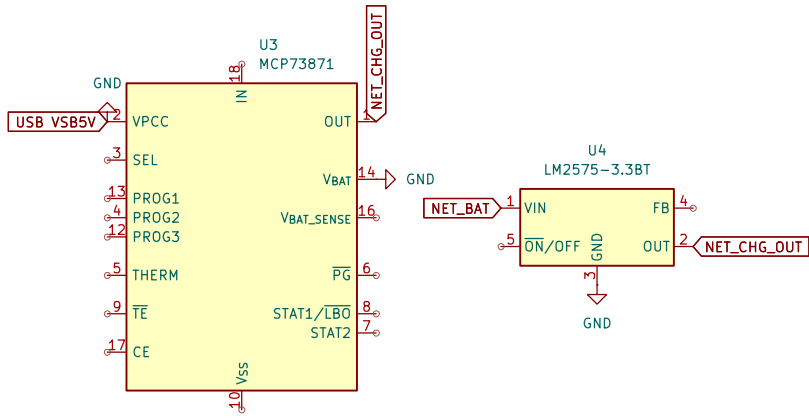 U3
MCP73871
GND
18
IN
NET_CHG_OUT
USB VSB5V
2
VPCC
OUT
1
3
SEL
VBAT
14
GND
13
PROG1
4
PROG2
VBAT_SENSE
16
12
PROG3
5
THERM
PG
6
9
TE
STAT1/LBO
8
STAT2
7
17
CE
VSS
10
U4
LM2575-3.3BT
NET_BAT
1
VIN
FB
4
5
ON/OFF
GND
OUT
2
NET_CHG_OUT
3
GND